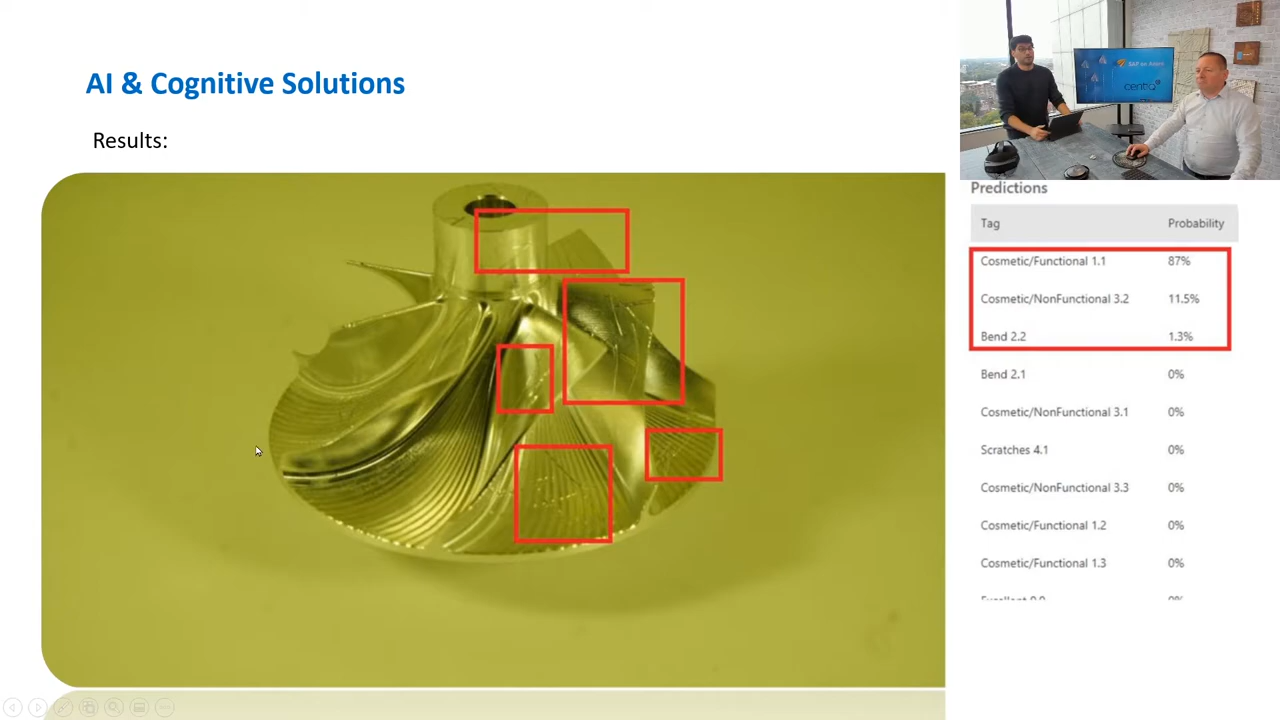 AI & Cognitive Solutions
Results:
centiq
Predictions
Tag Probability
Cosmetic/Functional 1.1 87%
Cosmetic/NonFunctional 3.2 11.5%
Bend 2.2 1.3%
Bend 2.1 0%
Cosmetic/NonFunctional 3.1 0%
Scratches 4.1 0%
Cosmetic/NonFunctional 3.3 0%
Cosmetic/Functional 1.2 0%
Cosmetic/Functional 1.3 0%